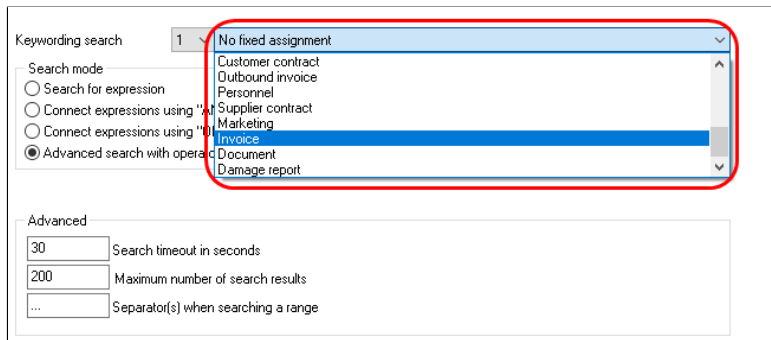 Keywording search 1 No fixed assignment
Customer contract
Outbound invoice
Personnel
Supplier contract
Marketing
Invoice
Document
Damage report
Search mode
Search for expression
Connect expressions using "A
Connect expressions using "O
Advanced search with operato
Advanced
30 Search timeout in seconds
200 Maximum number of search results
... Separator(s) when searching a range